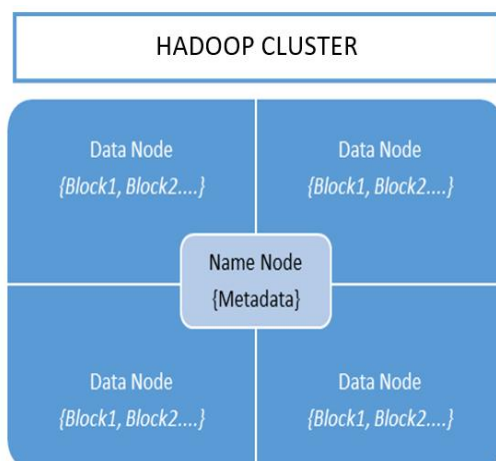 HADOOP CLUSTER
Data Node
{Block1, Block2....}
Data Node
{Block1, Block2....}
Name Node
{Metadata}
Data Node
{Block1, Block2....}
Data Node
{Block1, Block2....}